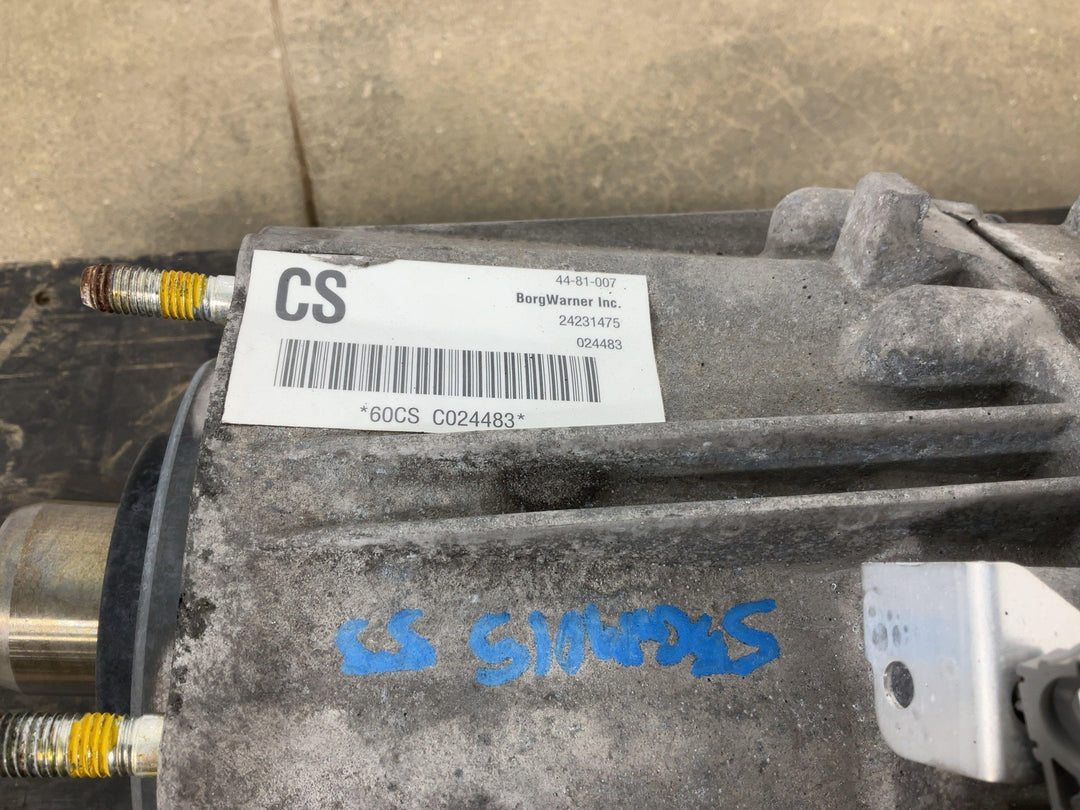 CS
44-81-007
BorgWarner Inc.
24231475
024483
*60CS C024483*